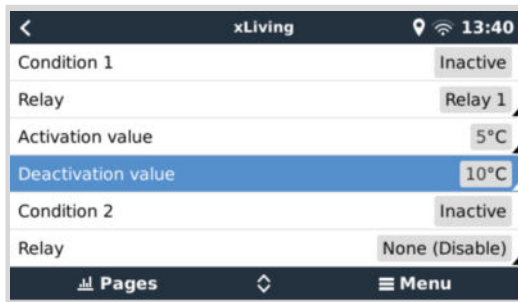 xLiving 13:40
Condition 1 Inactive
Relay Relay 1
Activation value 5°C
Deactivation value 10°C
Condition 2 Inactive
Relay None (Disable)
Pages Menu